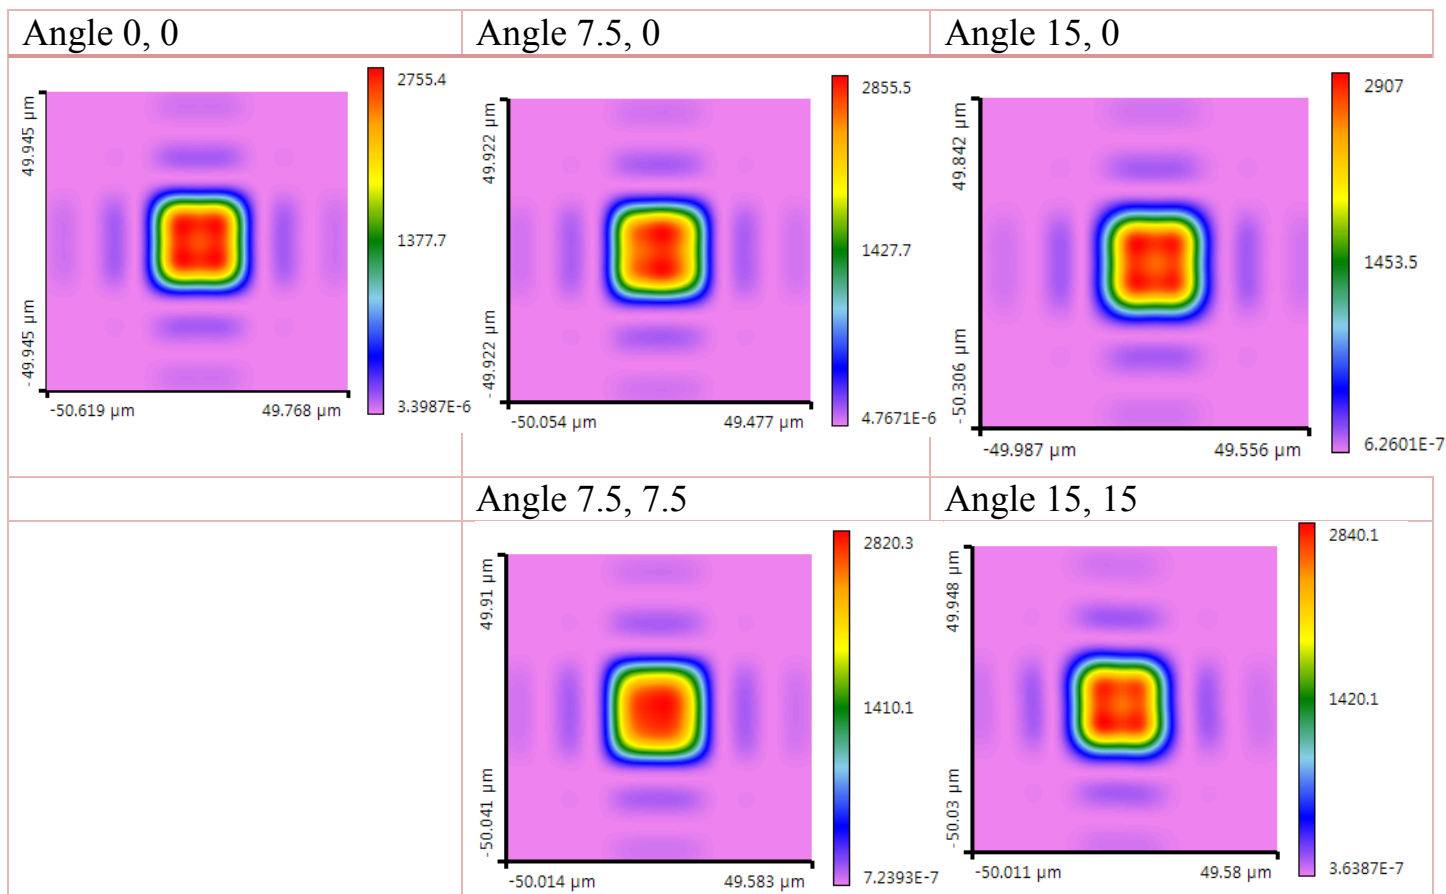 Angle 0, 0
Angle 7.5, 0
Angle 15, 0
49.945 µm
-49.945 µm
-50.619 µm
49.768 µm
2755.4
1377.7
3.3987E-6
49.922 µm
-49.922 µm
-50.054 µm
49.477 µm
2855.5
1427.7
4.7671E-6
49.842 µm
-50.306 µm
-49.987 µm
49.556 µm
2907
1453.5
6.2601E-7
Angle 7.5, 7.5
Angle 15, 15
49.91 µm
-50.041 µm
-50.014 µm
49.583 µm
2820.3
1410.1
7.2393E-7
49.948 µm
-50.03 µm
-50.011 µm
49.58 µm
2840.1
1420.1
3.6387E-7